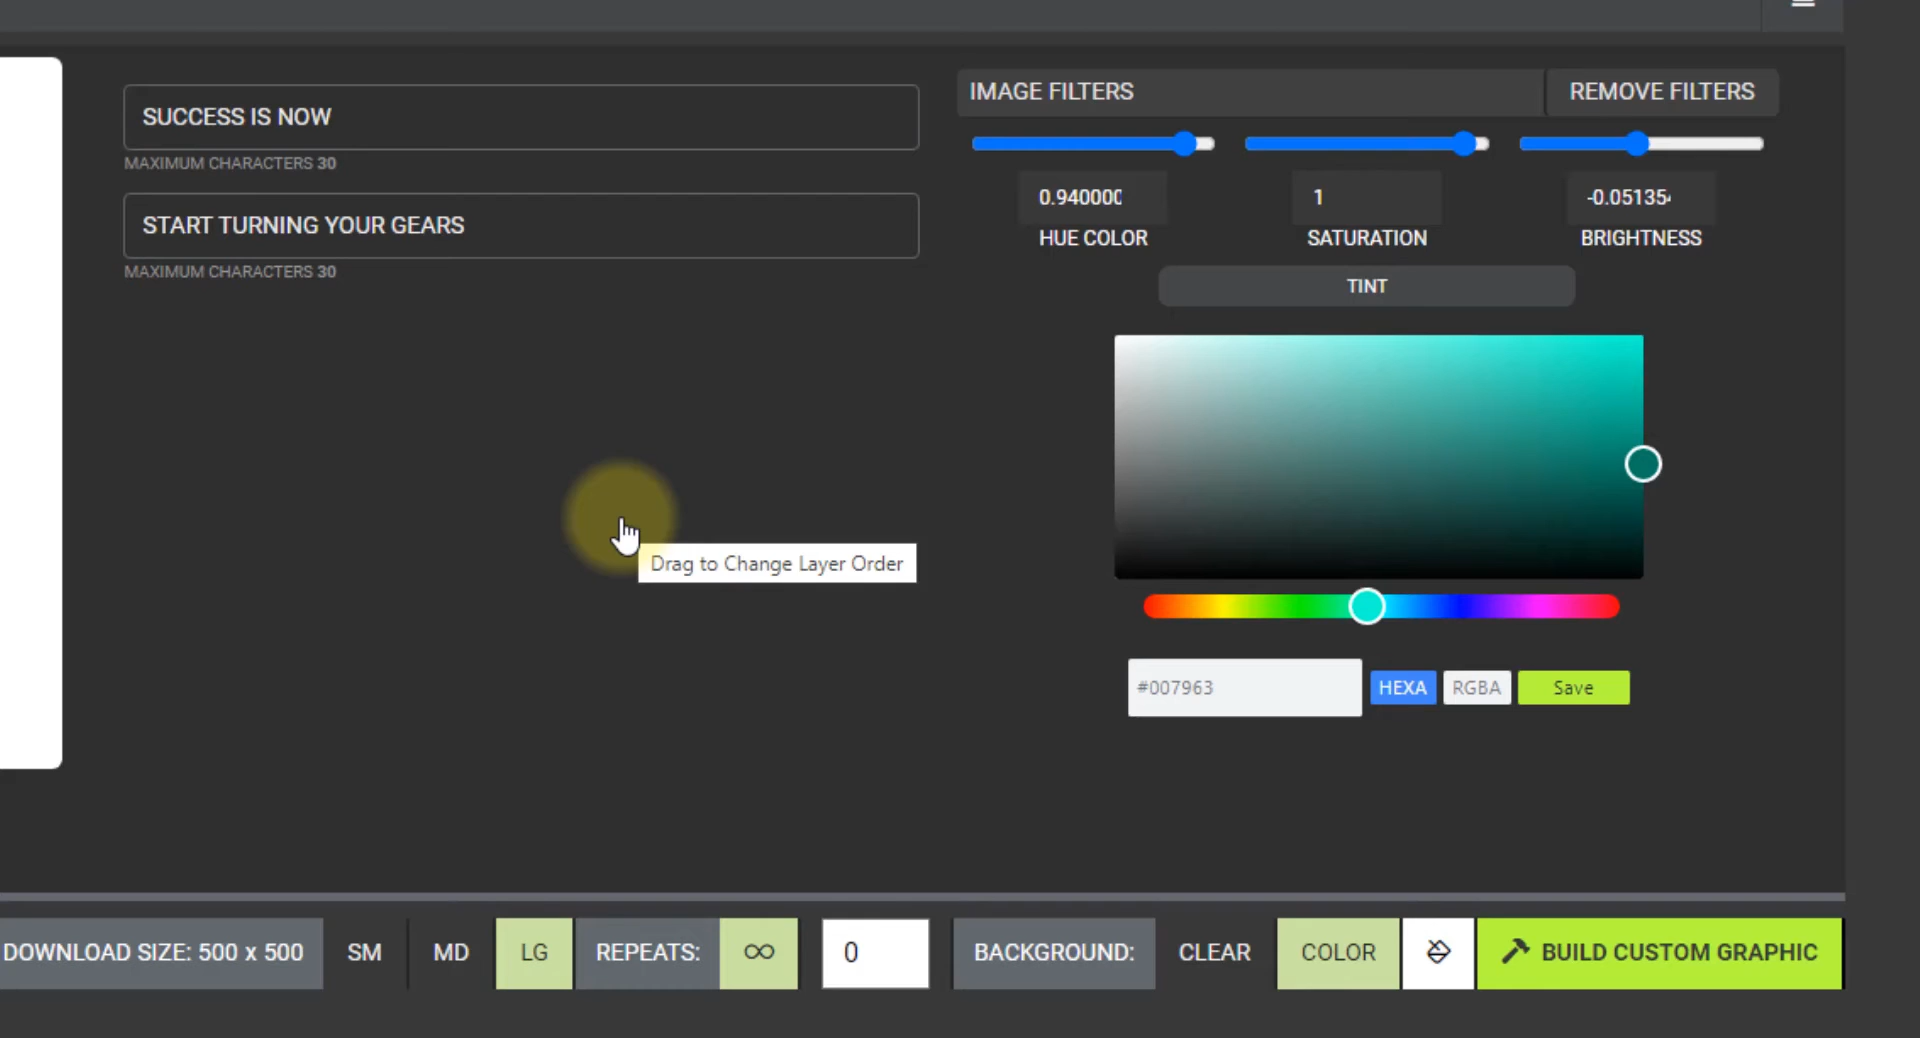 SUCCESS IS NOW
MAXIMUM CHARACTERS 30
START TURNING YOUR GEARS
MAXIMUM CHARACTERS 30
Drag to Change Layer Order
IMAGE FILTERS
REMOVE FILTERS
0.940000
1
-0.05135
HUE COLOR
SATURATION
BRIGHTNESS
TINT
#007963
HEXA
RGBA
Save
DOWNLOAD SIZE: 500 x 500
SM
MD
LG
REPEATS:
∞
0
BACKGROUND:
CLEAR
COLOR
BUILD CUSTOM GRAPHIC